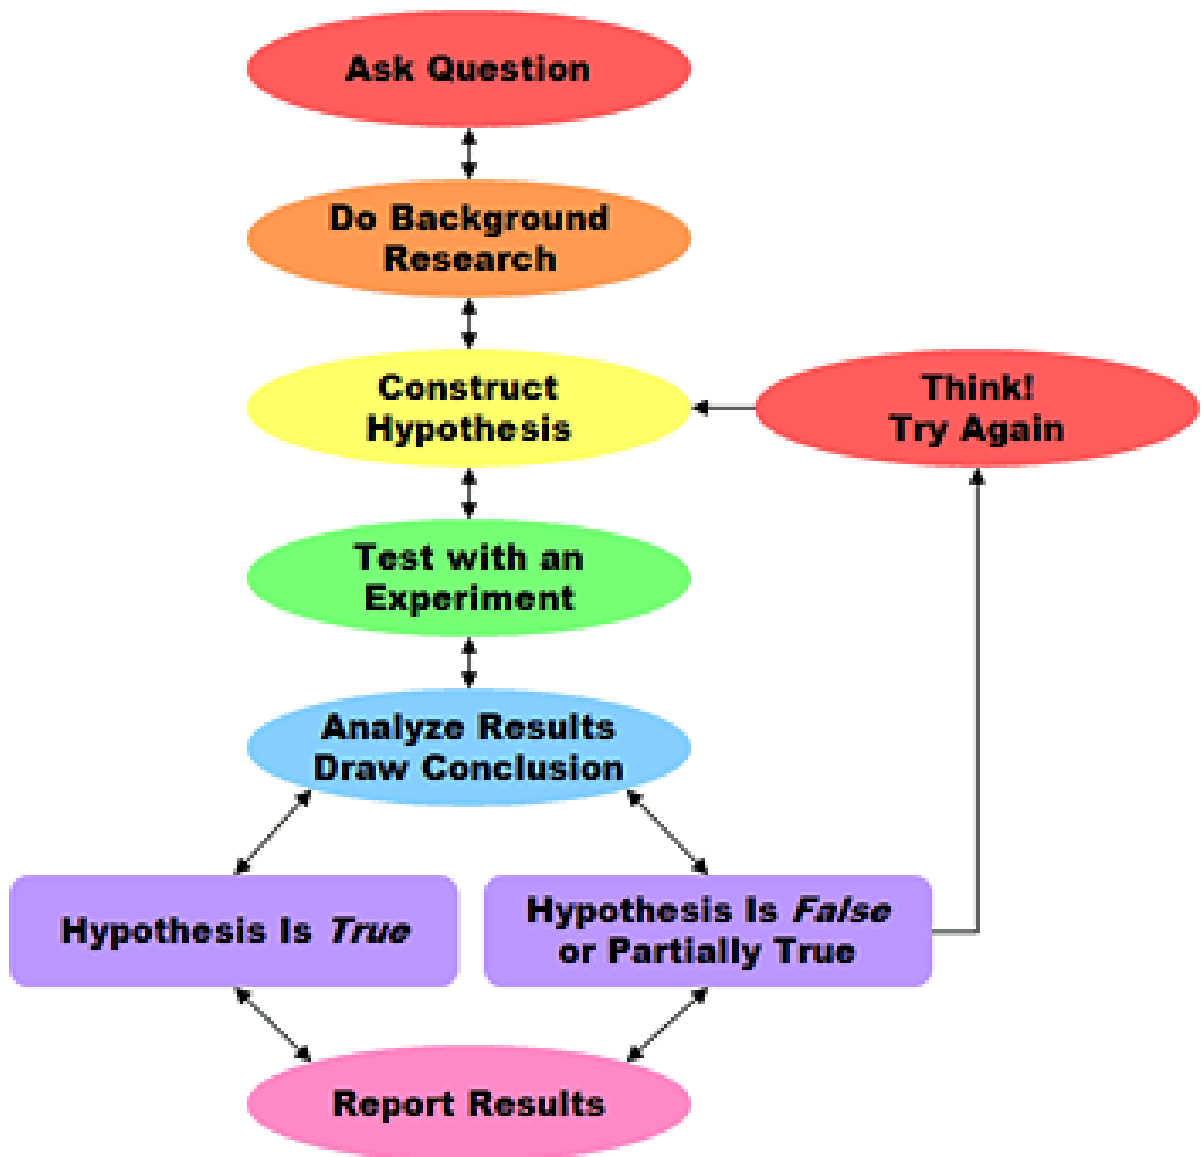 Ask Question
Do Background
Research
Construct
Hypothesis
Think!
Try Again
Test with an
Experiment
Analyze Results
Draw Conclusion
Hypothesis Is True
Hypothesis Is False
or Partially True
Report Results